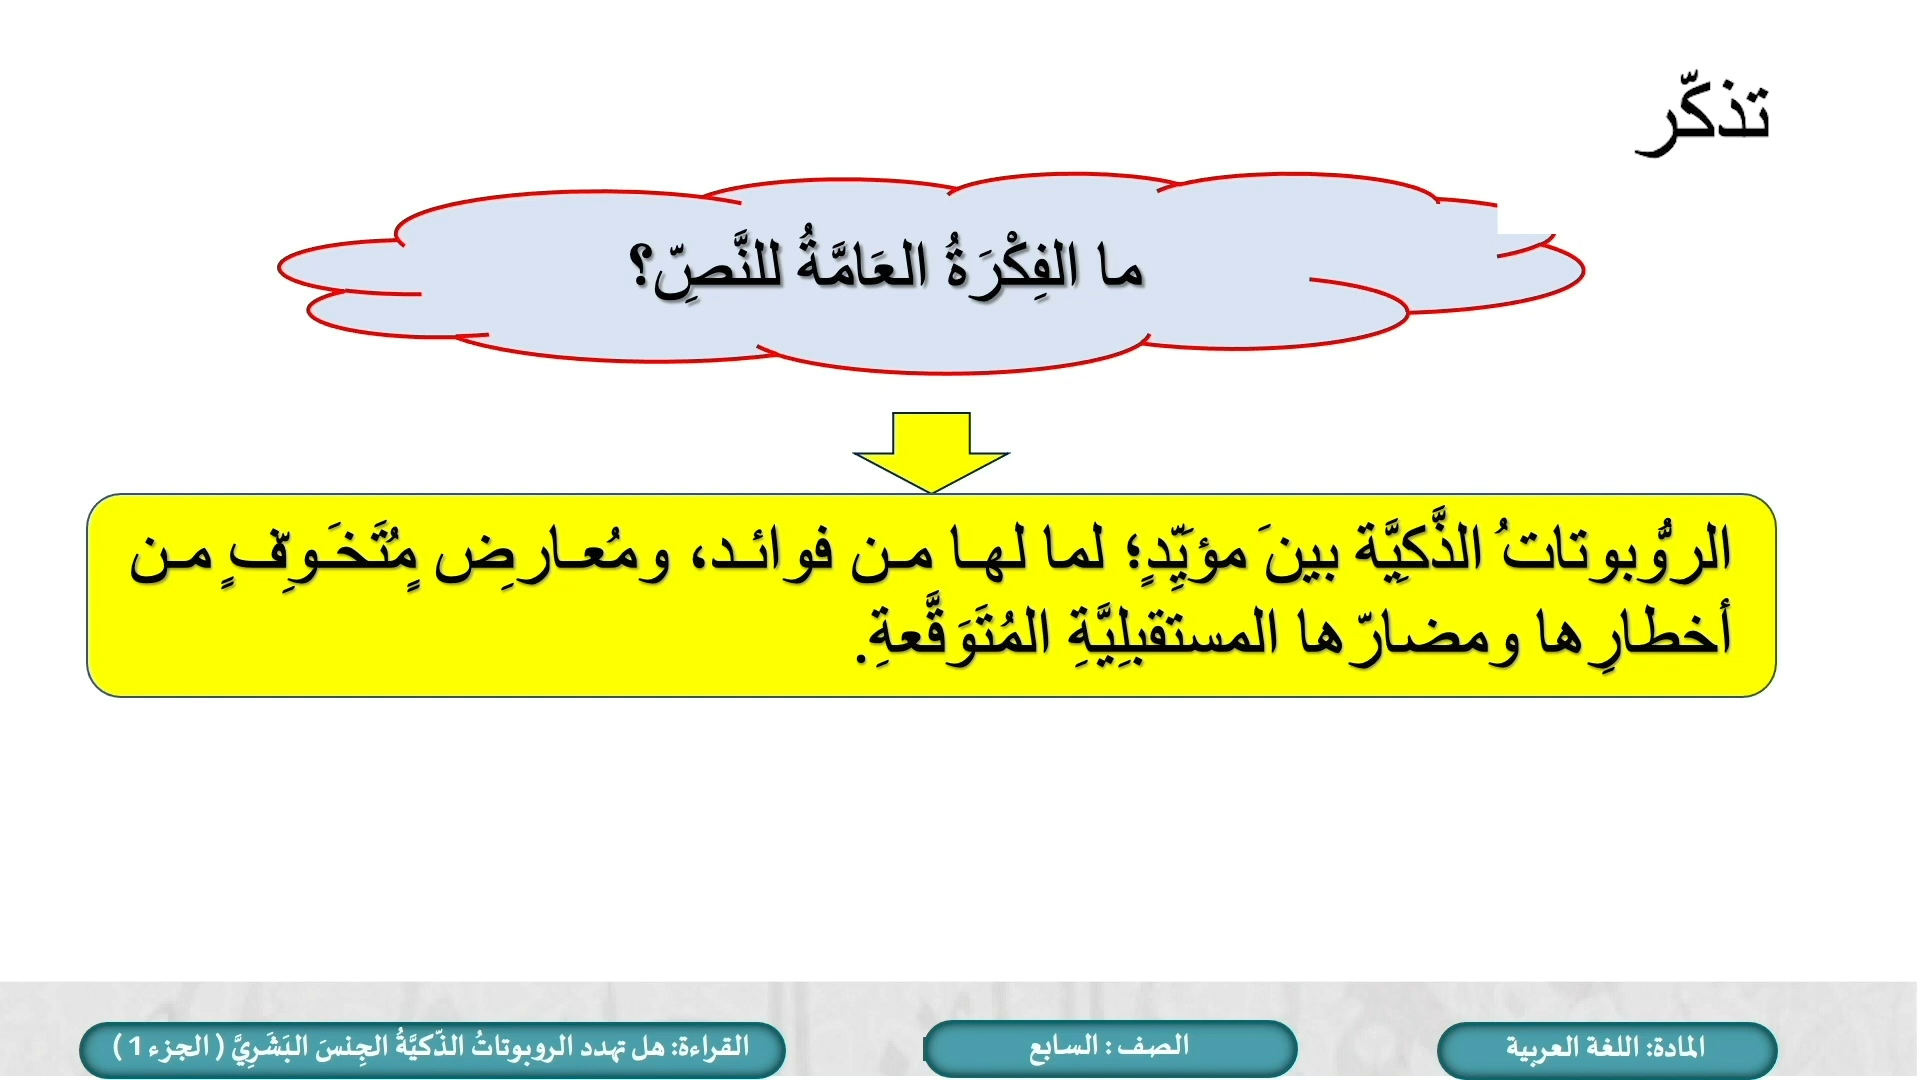 تذكّر
ما الفِكْرَةُ العَامَّةُ للنَّصِّ؟
الرُّوبوتاتُ الذَّكيَِّة بينَ مؤيِّدٍ؛ لما لها من فوائد، ومُعارِض مٍُتَخَوِّفٍ من
أخطارِها ومضارّها المستقبلِيَّةِ المُتَوَقَّعةِ.
المادة: اللغة العربية
الصف : السابع
القراءة: هل تهدد الروبوتاتُ الذّكيَّةُ الجِنسَ البَشَرِيَّ ( الجزء 1 )